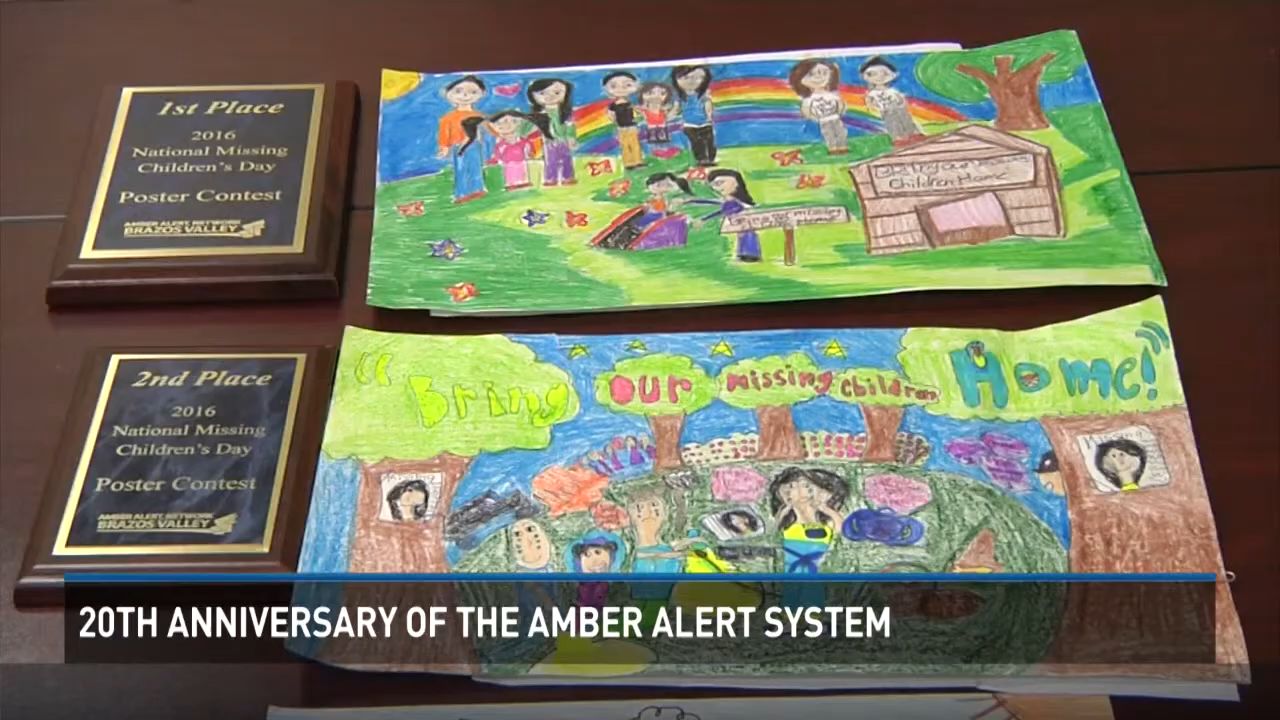 1st Place
2016
National Missing
Children's Day
Poster Contest
AMBER ALERT NETWORK
BRAZOS VALLEY
Children Home
2nd Place
2016
National Missing
Children's Day
Poster Contest
AMBER ALERT NETWORK
BRAZOS VALLEY
"Bring our missing children Home!"
20TH ANNIVERSARY OF THE AMBER ALERT SYSTEM